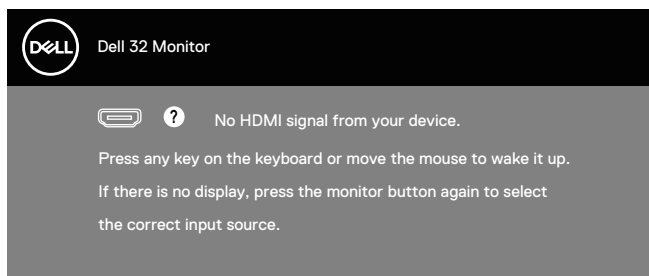 DELL
Dell 32 Monitor
? No HDMI signal from your device.
Press any key on the keyboard or move the mouse to wake it up.
If there is no display, press the monitor button again to select
the correct input source.